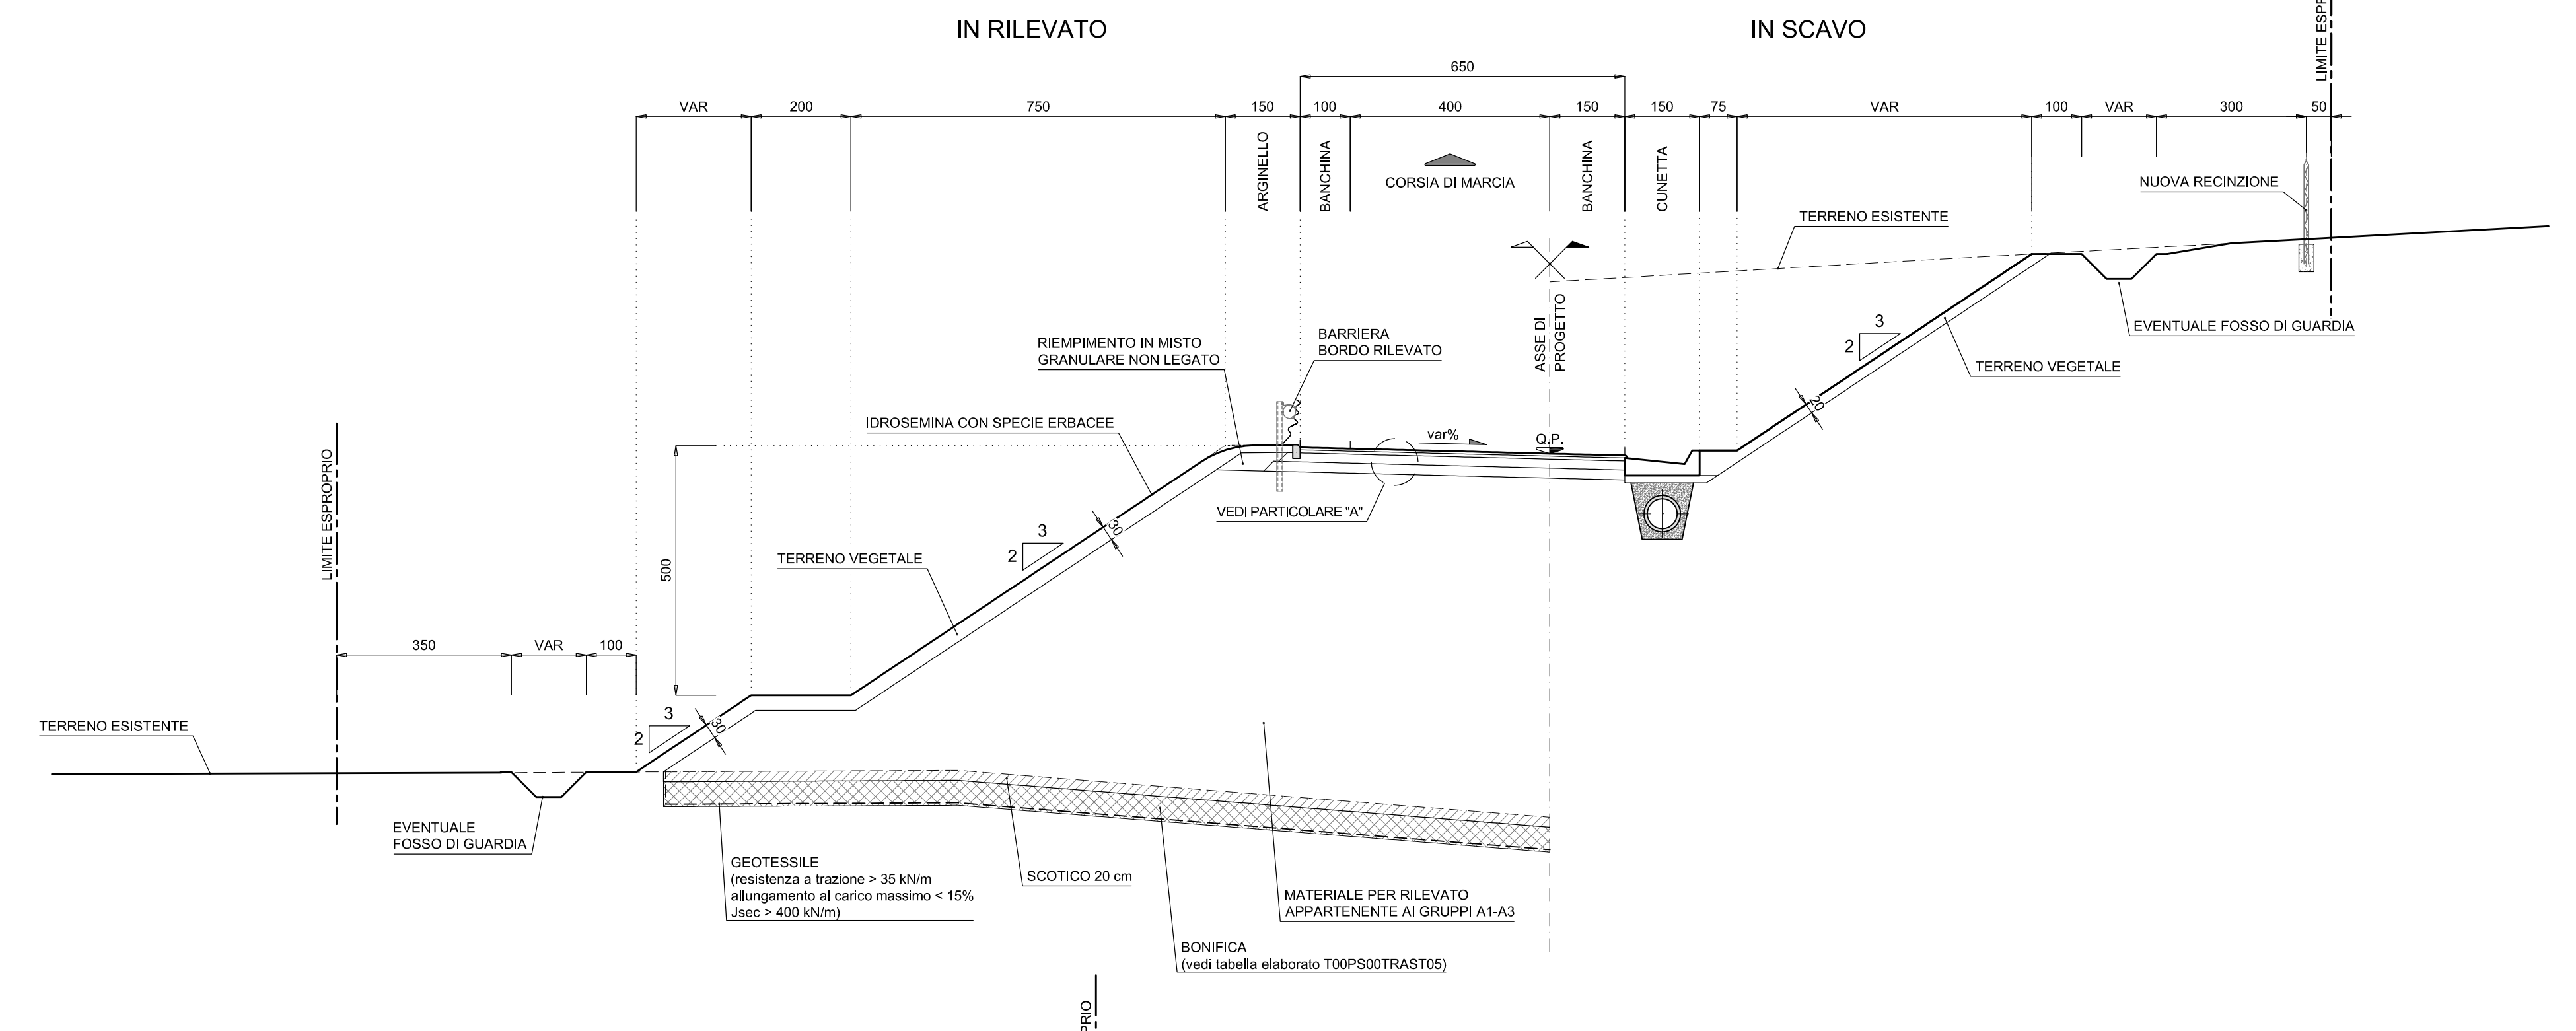 IN RILEVATO
IN SCAVO
LIMITE ESPR
650
VAR
200
750
150
100
400
150
150
75
VAR
100
VAR
300
50
ARGINELLO
BANCHINA
CORSIA DI MARCIA
BANCHINA
CUNETTA
NUOVA RECINZIONE
TERRENO ESISTENTE
ASSE DI
PROGETTO
EVENTUALE FOSSO DI GUARDIA
3
2
TERRENO VEGETALE
20
RIEMPIMENTO IN MISTO
GRANULARE NON LEGATO
BARRIERA
BORDO RILEVATO
IDROSEMINA CON SPECIE ERBACEE
var%
Q.P.
VEDI PARTICOLARE "A"
LIMITE ESPROPRIO
30
3
2
TERRENO VEGETALE
500
350
VAR
100
3
2
30
TERRENO ESISTENTE
EVENTUALE
FOSSO DI GUARDIA
GEOTESSILE
(resistenza a trazione > 35 kN/m
allungamento al carico massimo < 15%
Jsec > 400 kN/m)
SCOTICO 20 cm
MATERIALE PER RILEVATO
APPARTENENTE AI GRUPPI A1-A3
BONIFICA
(vedi tabella elaborato T00PS00TRAST05)
PRIO